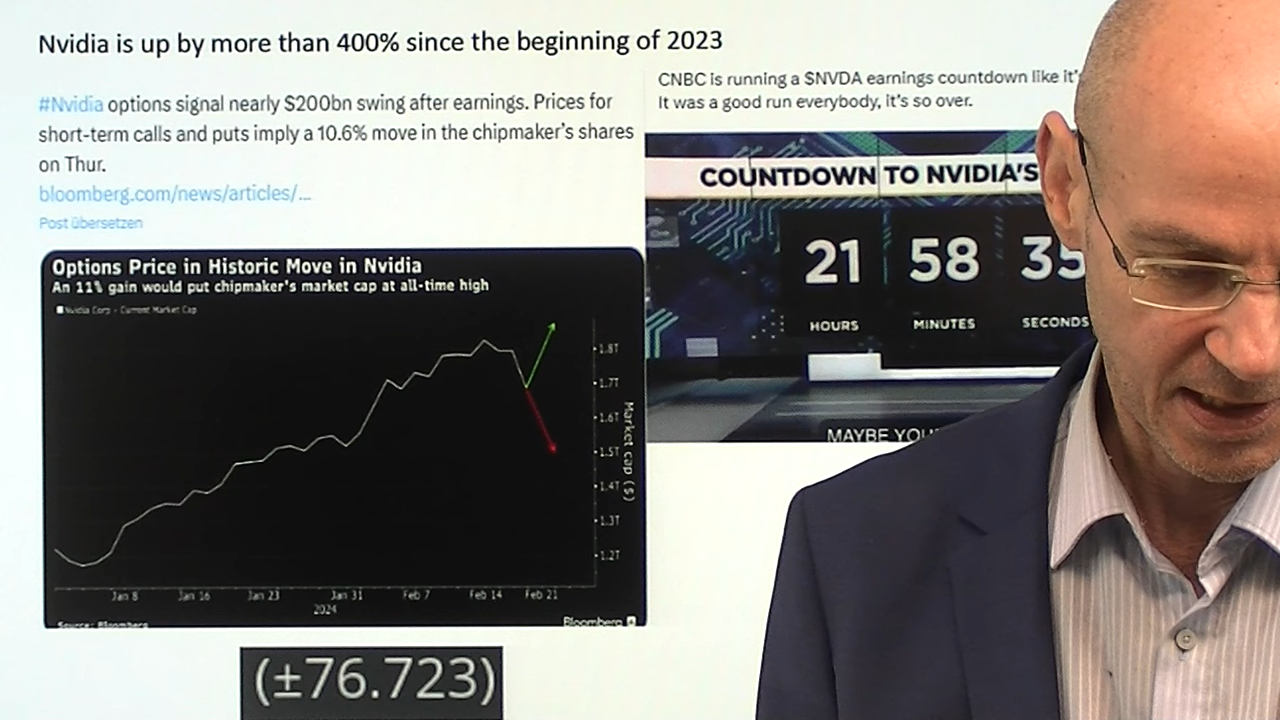 Nvidia is up by more than 400% since the beginning of 2023
#Nvidia options signal nearly $200bn swing after earnings. Prices for
short-term calls and puts imply a 10.6% move in the chipmaker's shares
on Thur.
bloomberg.com/news/articles/...
Post übersetzen
CNBC is running a $NVDA earnings countdown like it's
It was a good run everybody, it's so over.
COUNTDOWN TO NVIDIA'S
21 58 35
HOURS MINUTES SECONDS
MAYBE YOU'
Options Price in Historic Move in Nvidia
An 11% gain would put chipmaker's market cap at all-time high
Nvidia Corp - Current Market Cap
1.8T
1.7T
1.6T
1.5T
1.4T
1.3T
1.2T
Market cap ($)
Jan 8 Jan 16 Jan 23 Jan 31 Feb 7 Feb 14 Feb 21
2024
Source: Bloomberg
Bloomberg
(±76.723)